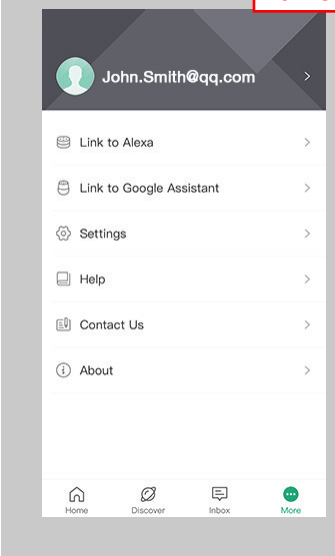 John.Smith@qq.com
Link to Alexa
Link to Google Assistant
Settings
Help
Contact Us
About
Home
Discover
Inbox
More